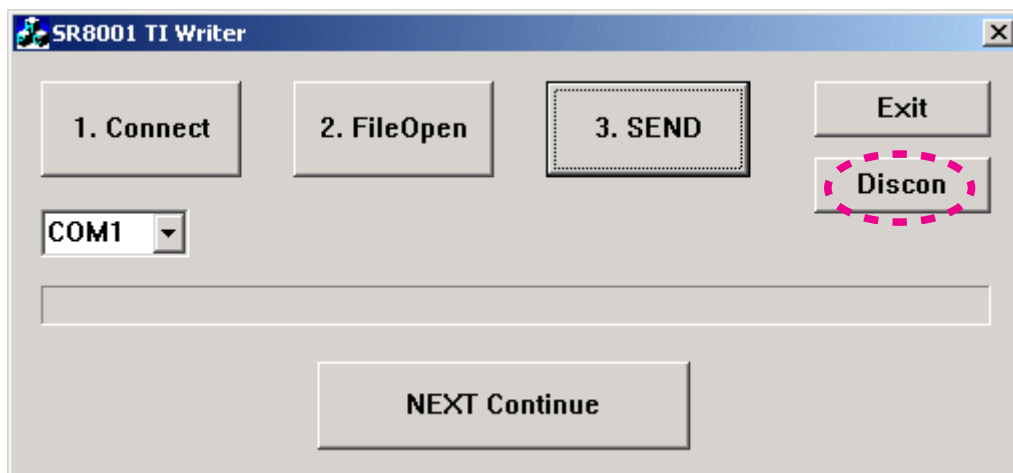 SR8001 TI Writer
1. Connect
2. FileOpen
3. SEND
Exit
Discon
COM1
NEXT Continue